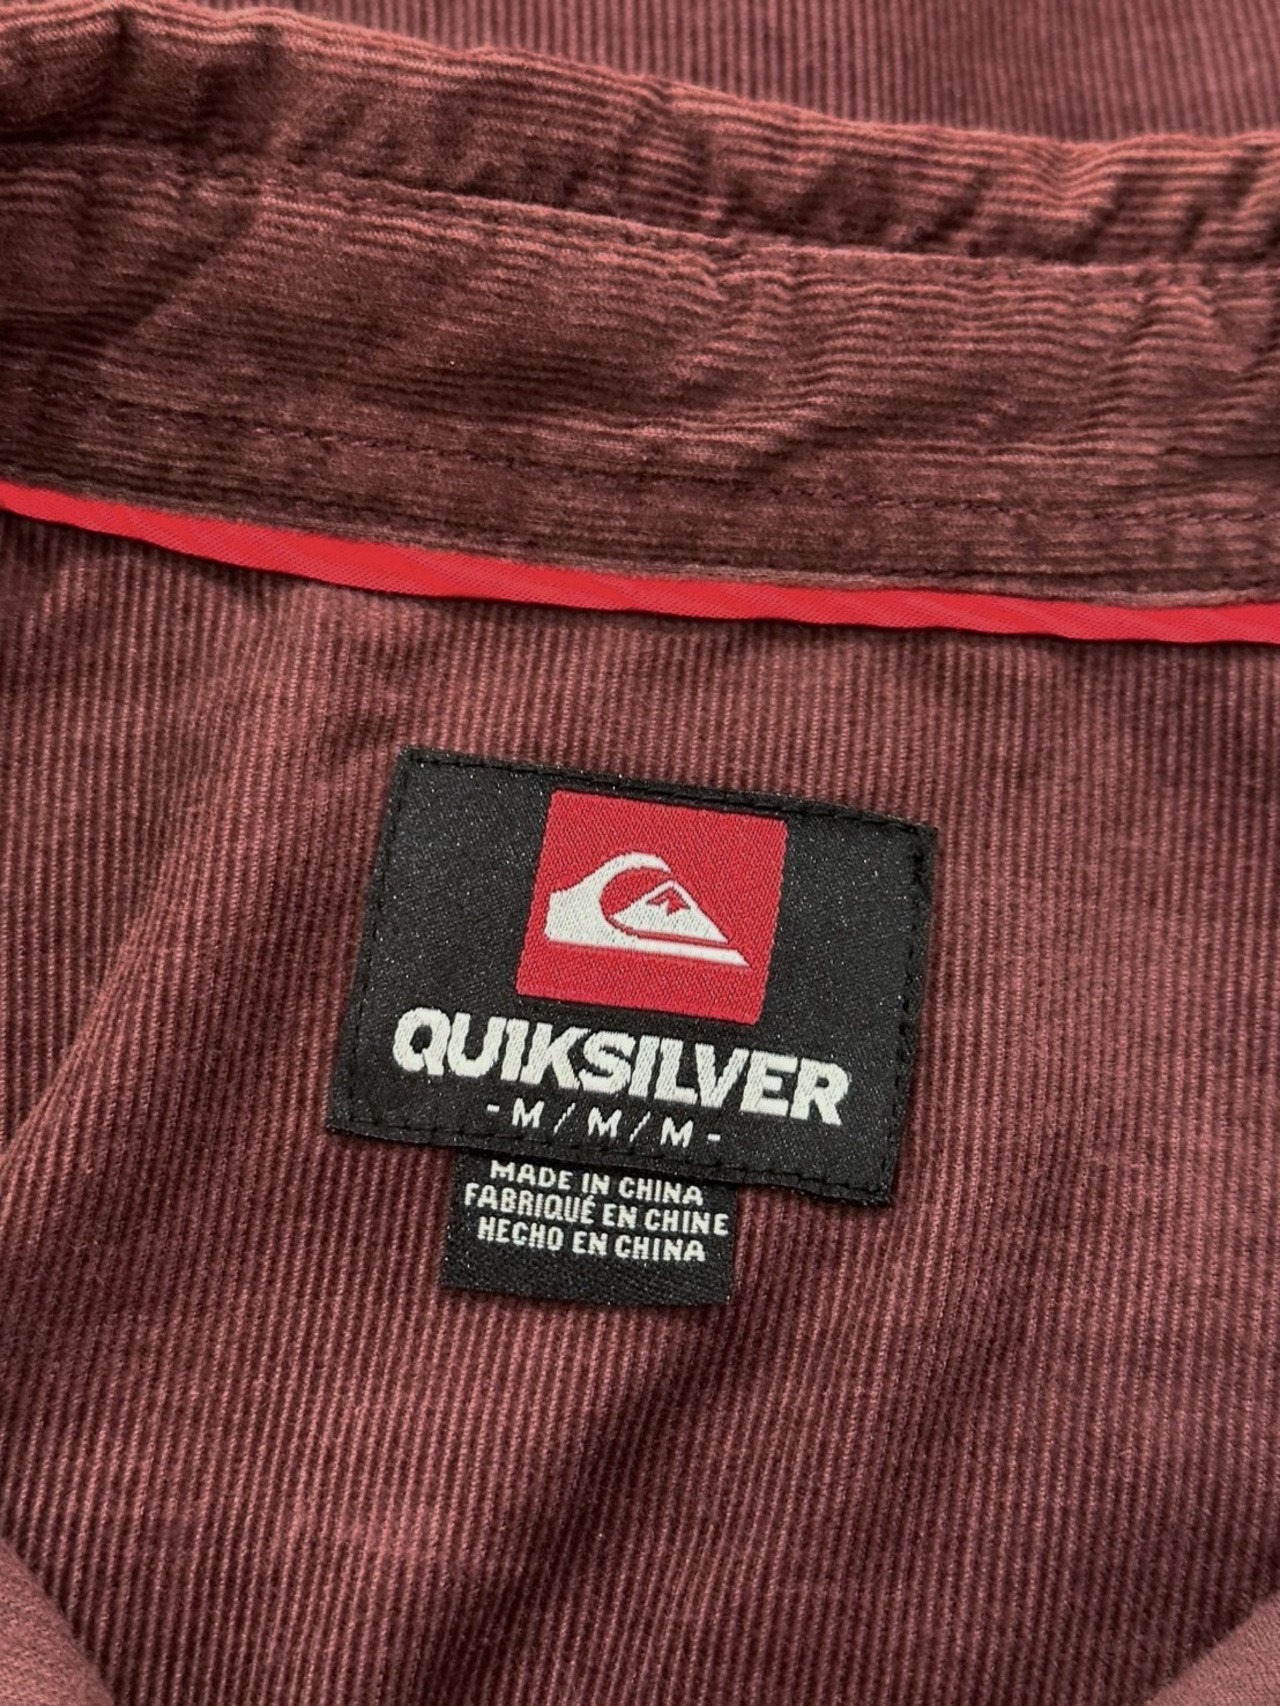 QUIKSILVER
- M / M / M -
MADE IN CHINA
FABRIQUÉ EN CHINE
HECHO EN CHINA